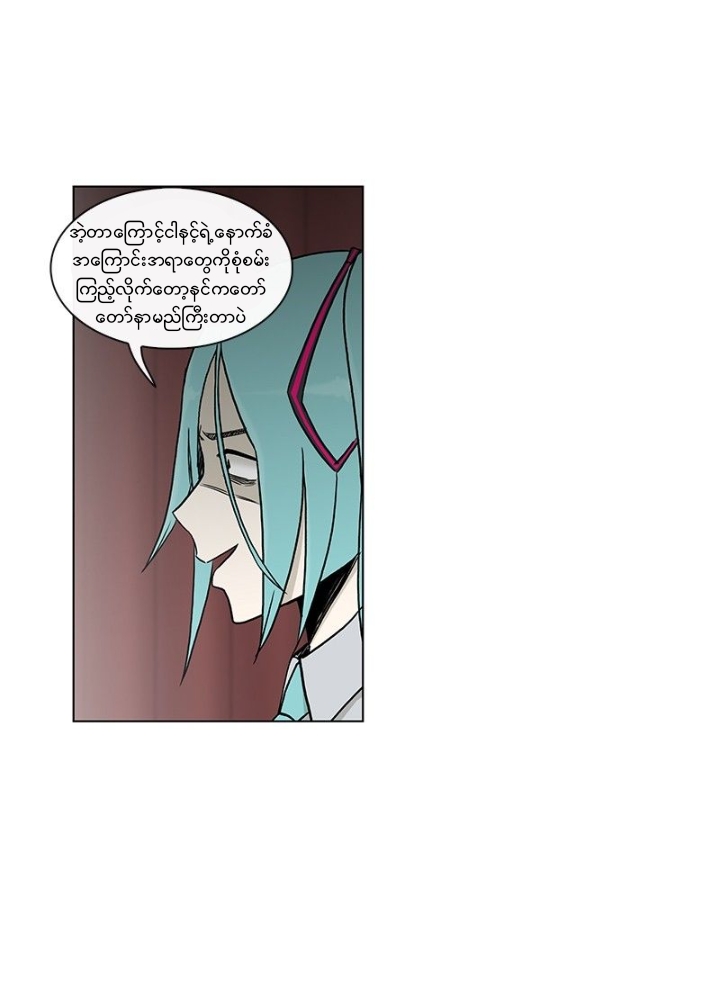 အဲ့တာကြောင့်ငါနင့်ရဲ့နောက်ခံ
အကြောင်းအရာတွေကိုစုံစမ်း
ကြည့်လိုက်တော့နင်ကတော်
တော်နာမည်ကြီးတာပဲ